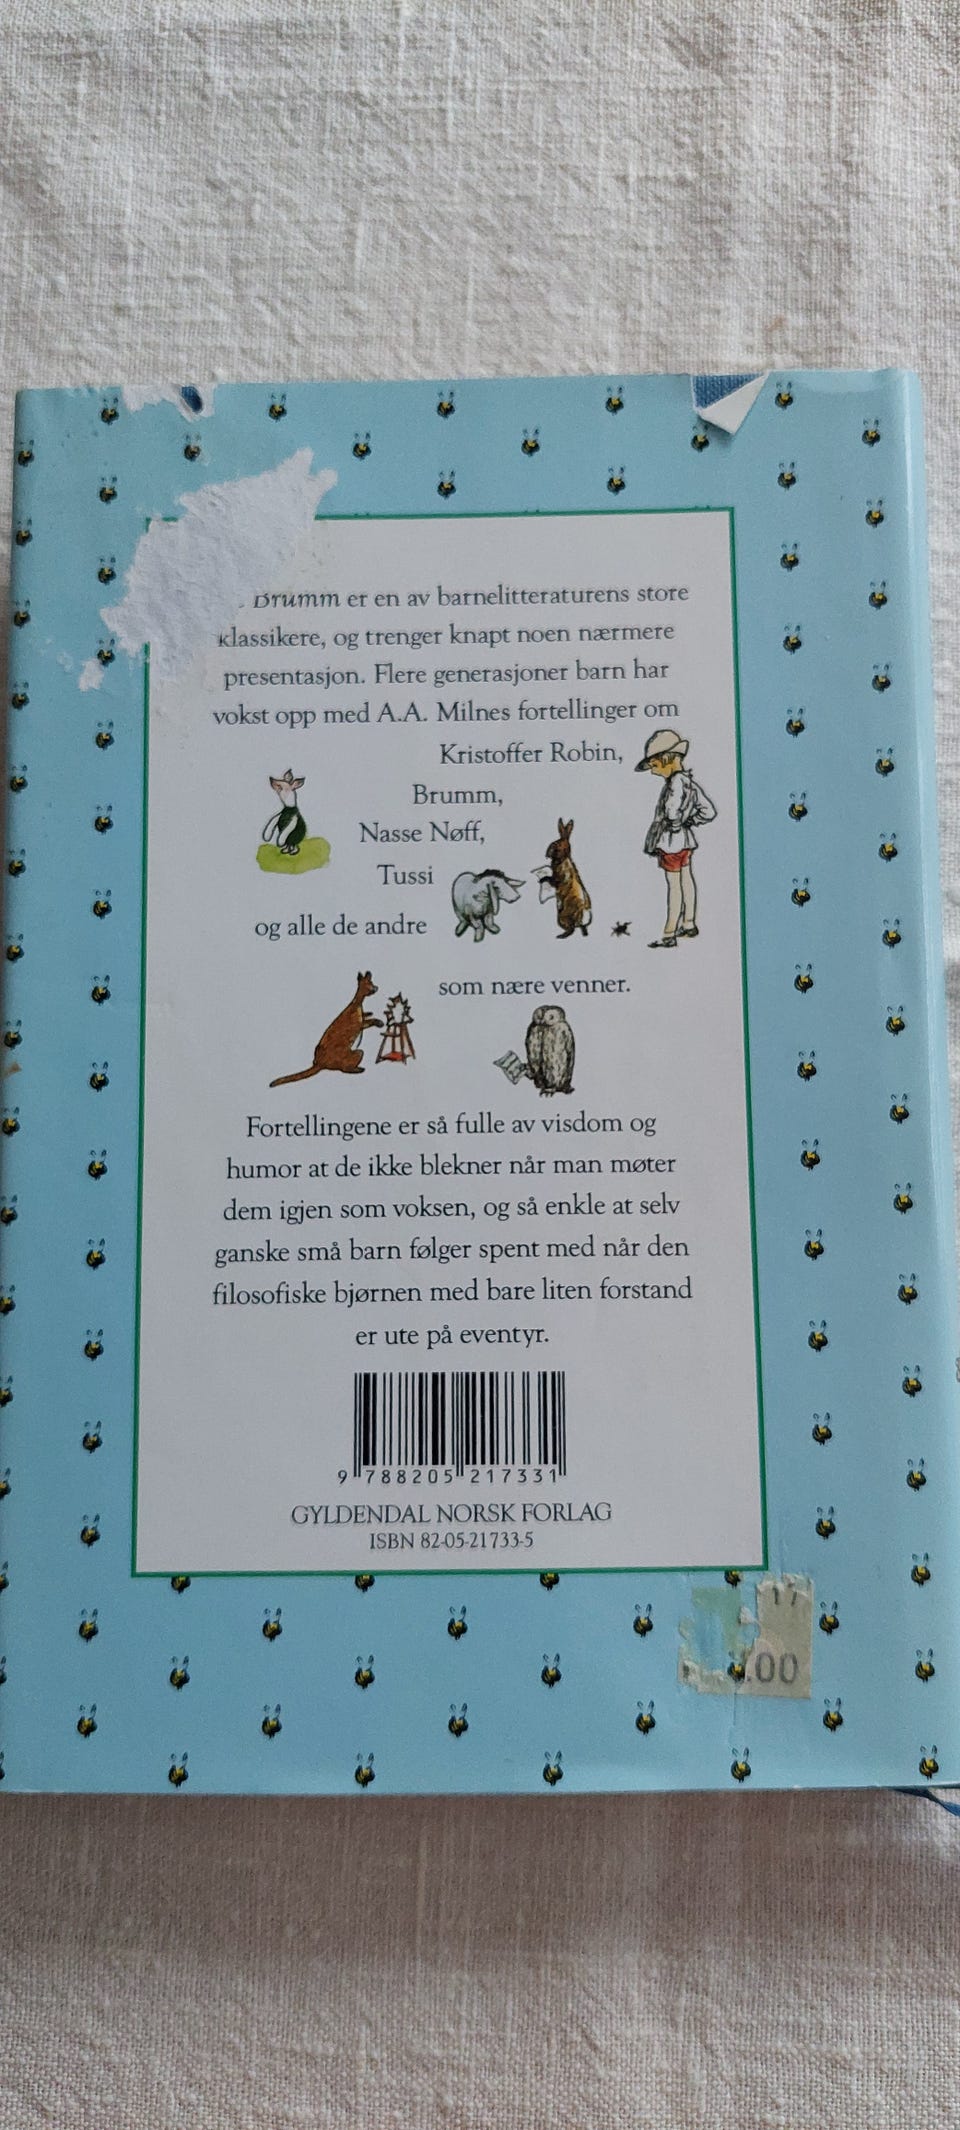 Brumm er en av barnelitteraturens store
klassikere, og trenger knapt noen nærmere
presentasjon. Flere generasjoner barn har
vokst opp med A.A. Milnes fortellinger om
Kristoffer Robin,
Brumm,
Nasse Nøff,
Tussi
og alle de andre
som nære venner.
Fortellingene er så fulle av visdom og
humor at de ikke blekner når man møter
dem igjen som voksen, og så enkle at selv
ganske små barn følger spent med når den
filosofiske bjørnen med bare liten forstand
er ute på eventyr.
9 788205 217331
GYLDENDAL NORSK FORLAG
ISBN 82-05-21733-5
.00